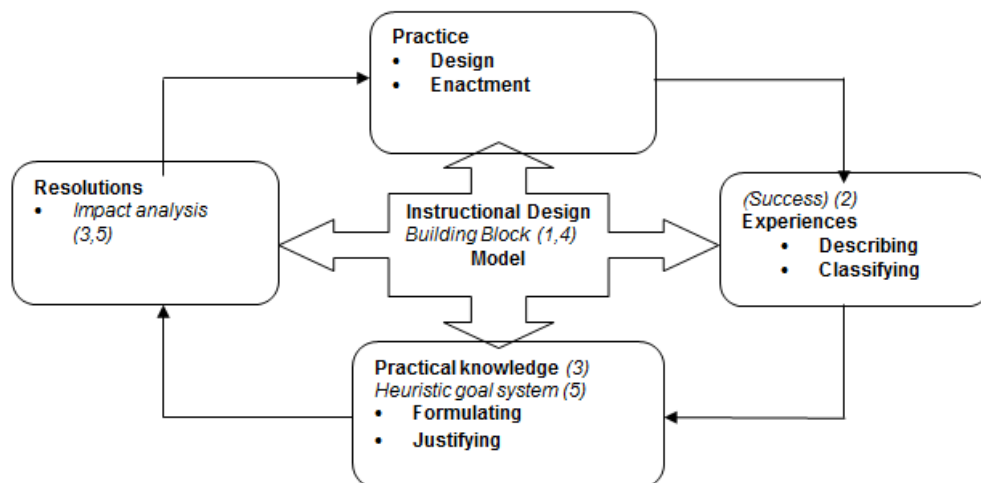 Practice
• Design
• Enactment
Resolutions
• Impact analysis
(3,5)
Instructional Design
Building Block (1,4)
Model
(Success) (2)
Experiences
• Describing
• Classifying
Practical knowledge (3)
Heuristic goal system (5)
• Formulating
• Justifying